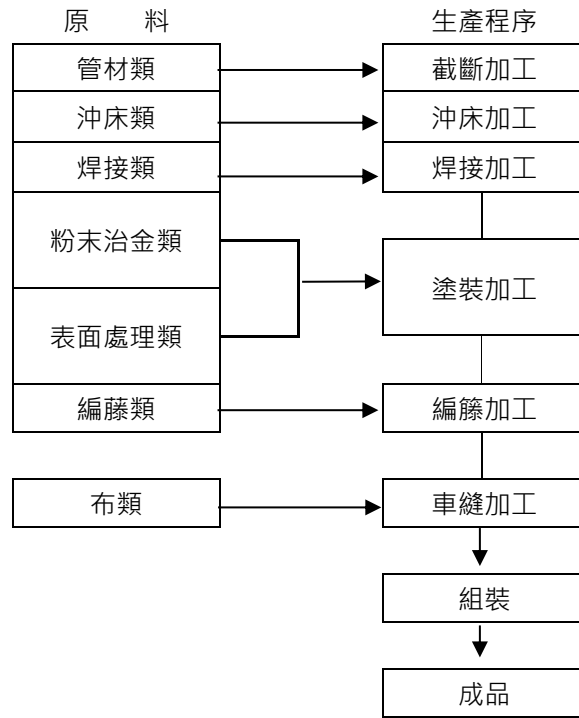 原 料 生產程序
管材類 截斷加工
沖床類 沖床加工
焊接類 焊接加工
粉末治金類
塗裝加工
表面處理類
編藤類 編籐加工
布類 車縫加工
組裝
成品